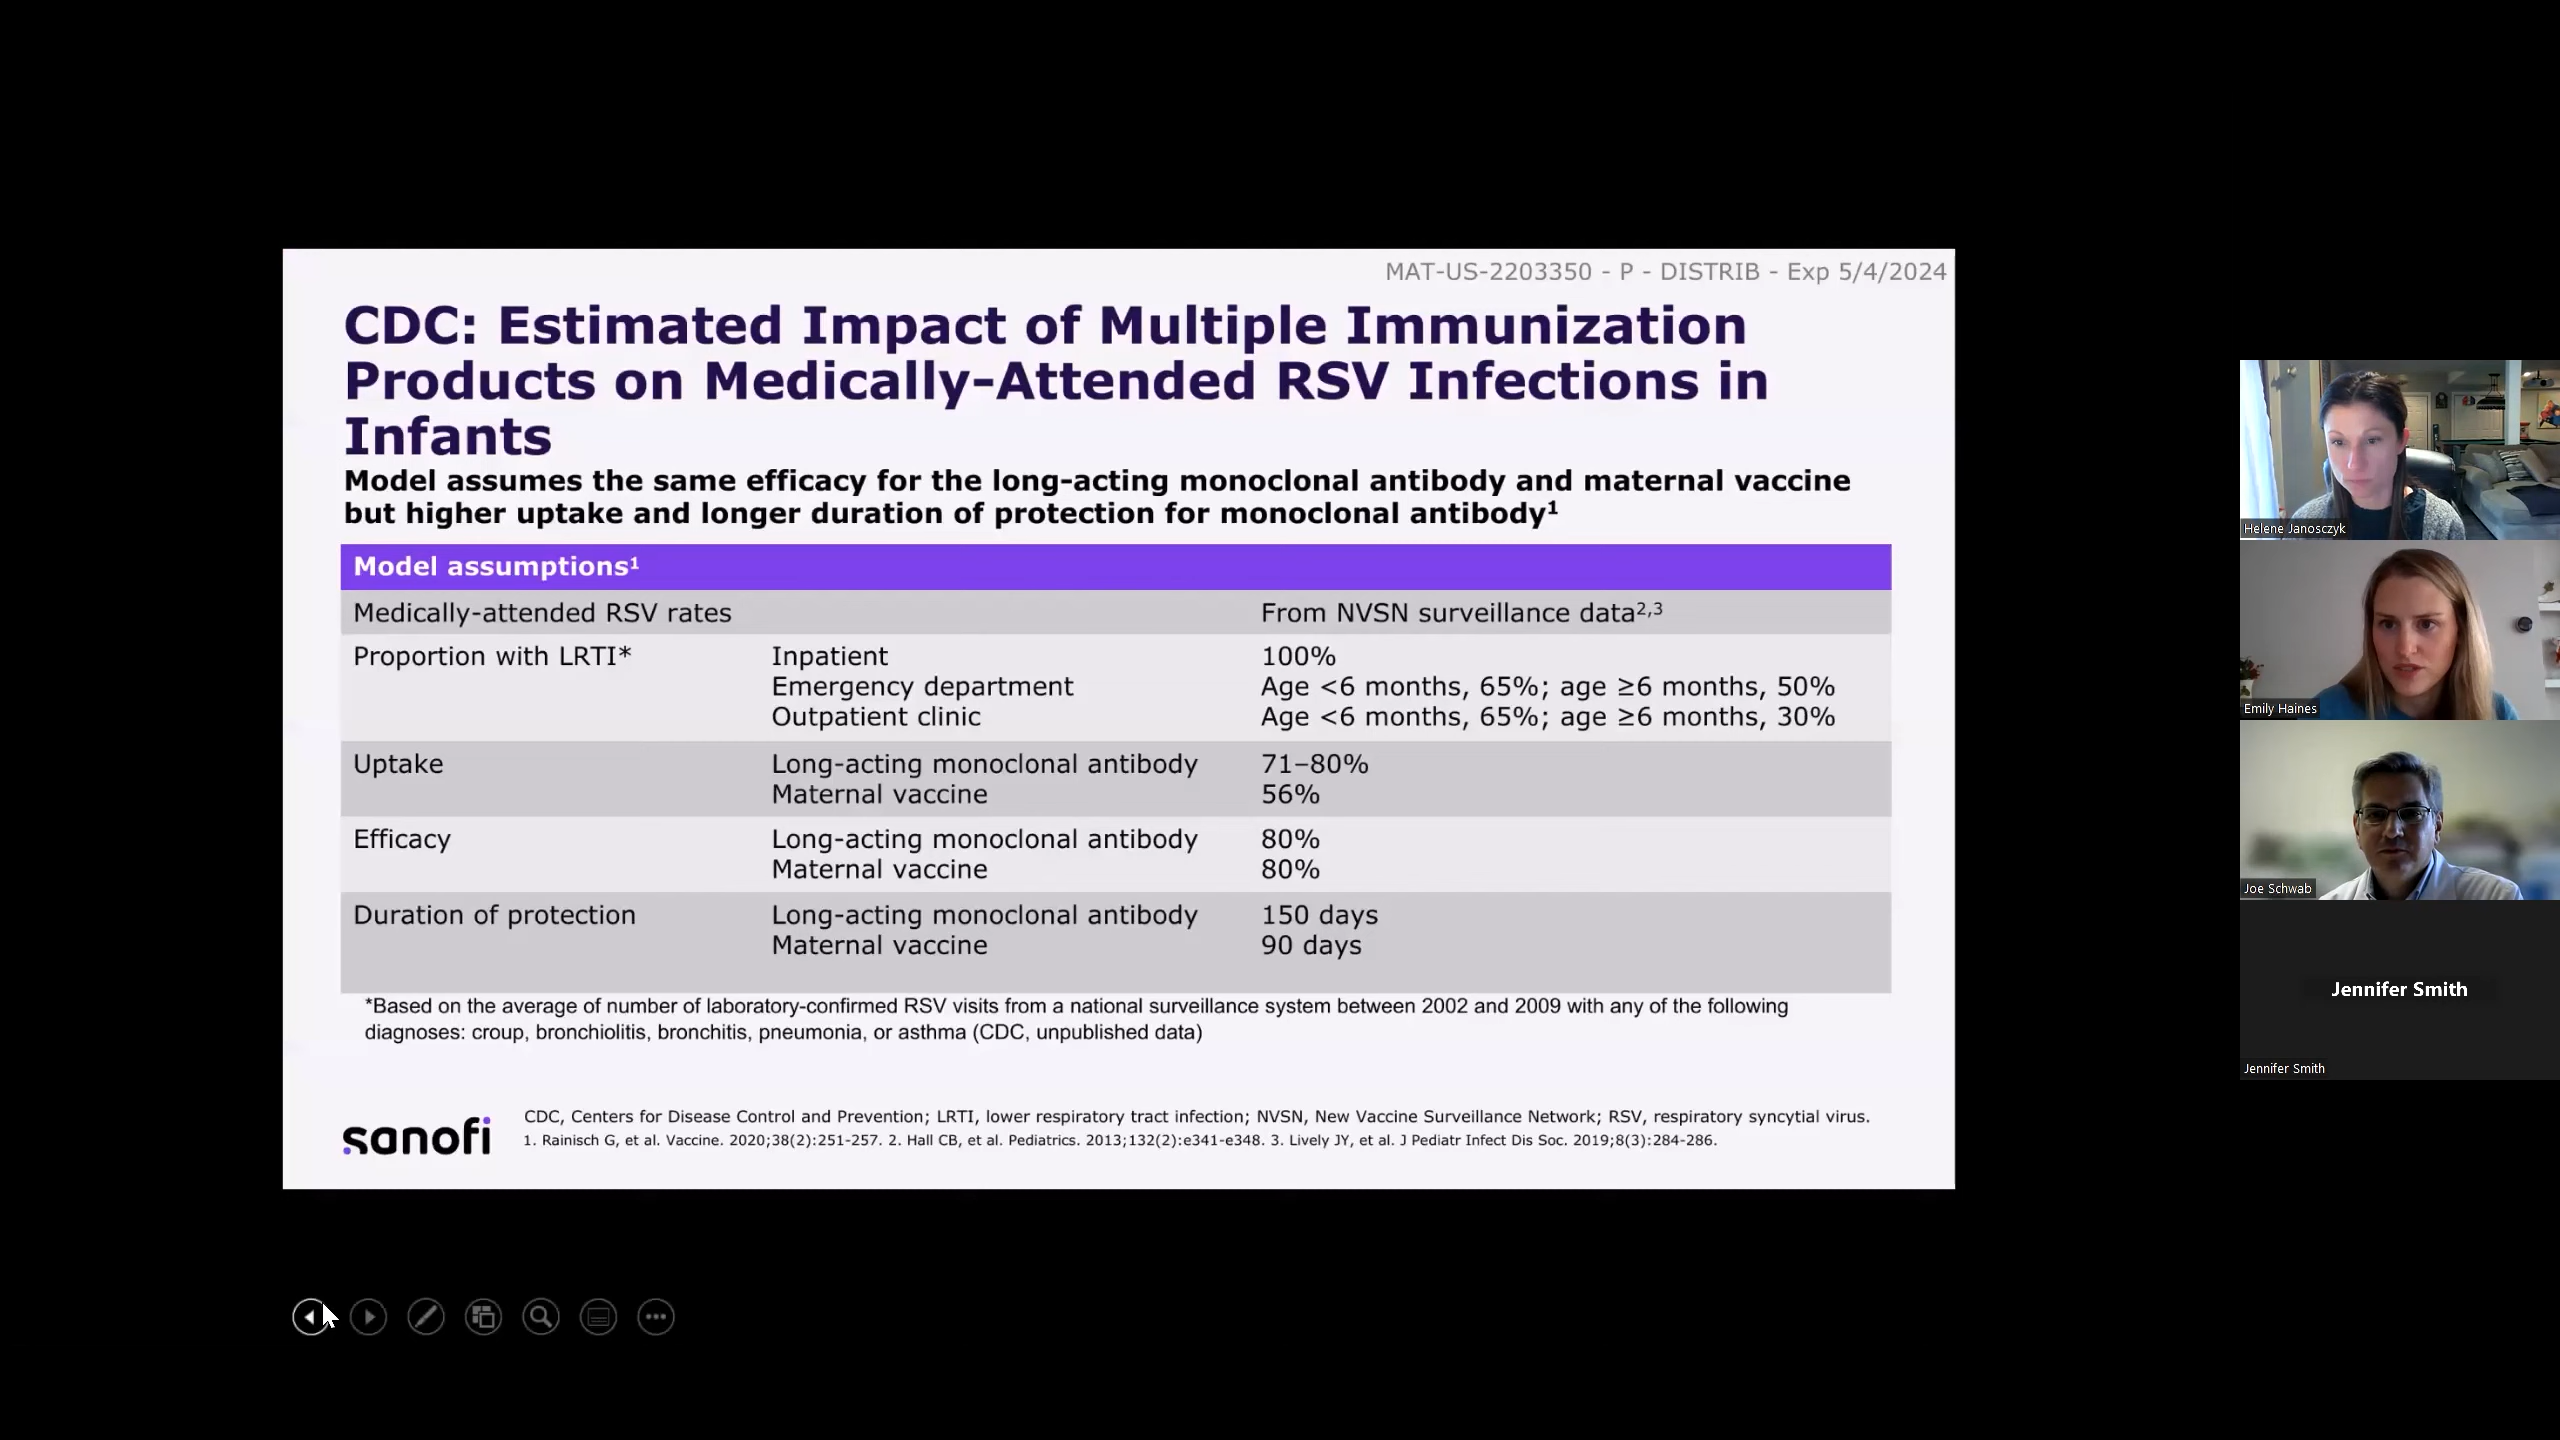 MAT-US-2203350 - P - DISTRIB - Exp 5/4/2024
CDC: Estimated Impact of Multiple Immunization
Products on Medically-Attended RSV Infections in
Infants
Model assumes the same efficacy for the long-acting monoclonal antibody and maternal vaccine
but higher uptake and longer duration of protection for monoclonal antibody¹
Model assumptions¹
Medically-attended RSV rates From NVSN surveillance data²,³
Proportion with LRTI* Inpatient 100%
Emergency department Age <6 months, 65%; age ≥6 months, 50%
Outpatient clinic Age <6 months, 65%; age ≥6 months, 30%
Uptake Long-acting monoclonal antibody 71–80%
Maternal vaccine 56%
Efficacy Long-acting monoclonal antibody 80%
Maternal vaccine 80%
Duration of protection Long-acting monoclonal antibody 150 days
Maternal vaccine 90 days
*Based on the average of number of laboratory-confirmed RSV visits from a national surveillance system between 2002 and 2009 with any of the following
diagnoses: croup, bronchiolitis, bronchitis, pneumonia, or asthma (CDC, unpublished data)
sanofi
CDC, Centers for Disease Control and Prevention; LRTI, lower respiratory tract infection; NVSN, New Vaccine Surveillance Network; RSV, respiratory syncytial virus.
1. Rainisch G, et al. Vaccine. 2020;38(2):251-257. 2. Hall CB, et al. Pediatrics. 2013;132(2):e341-e348. 3. Lively JY, et al. J Pediatr Infect Dis Soc. 2019;8(3):284-286.
Helene Janosczyk
Emily Haines
Joe Schwab
Jennifer Smith
Jennifer Smith